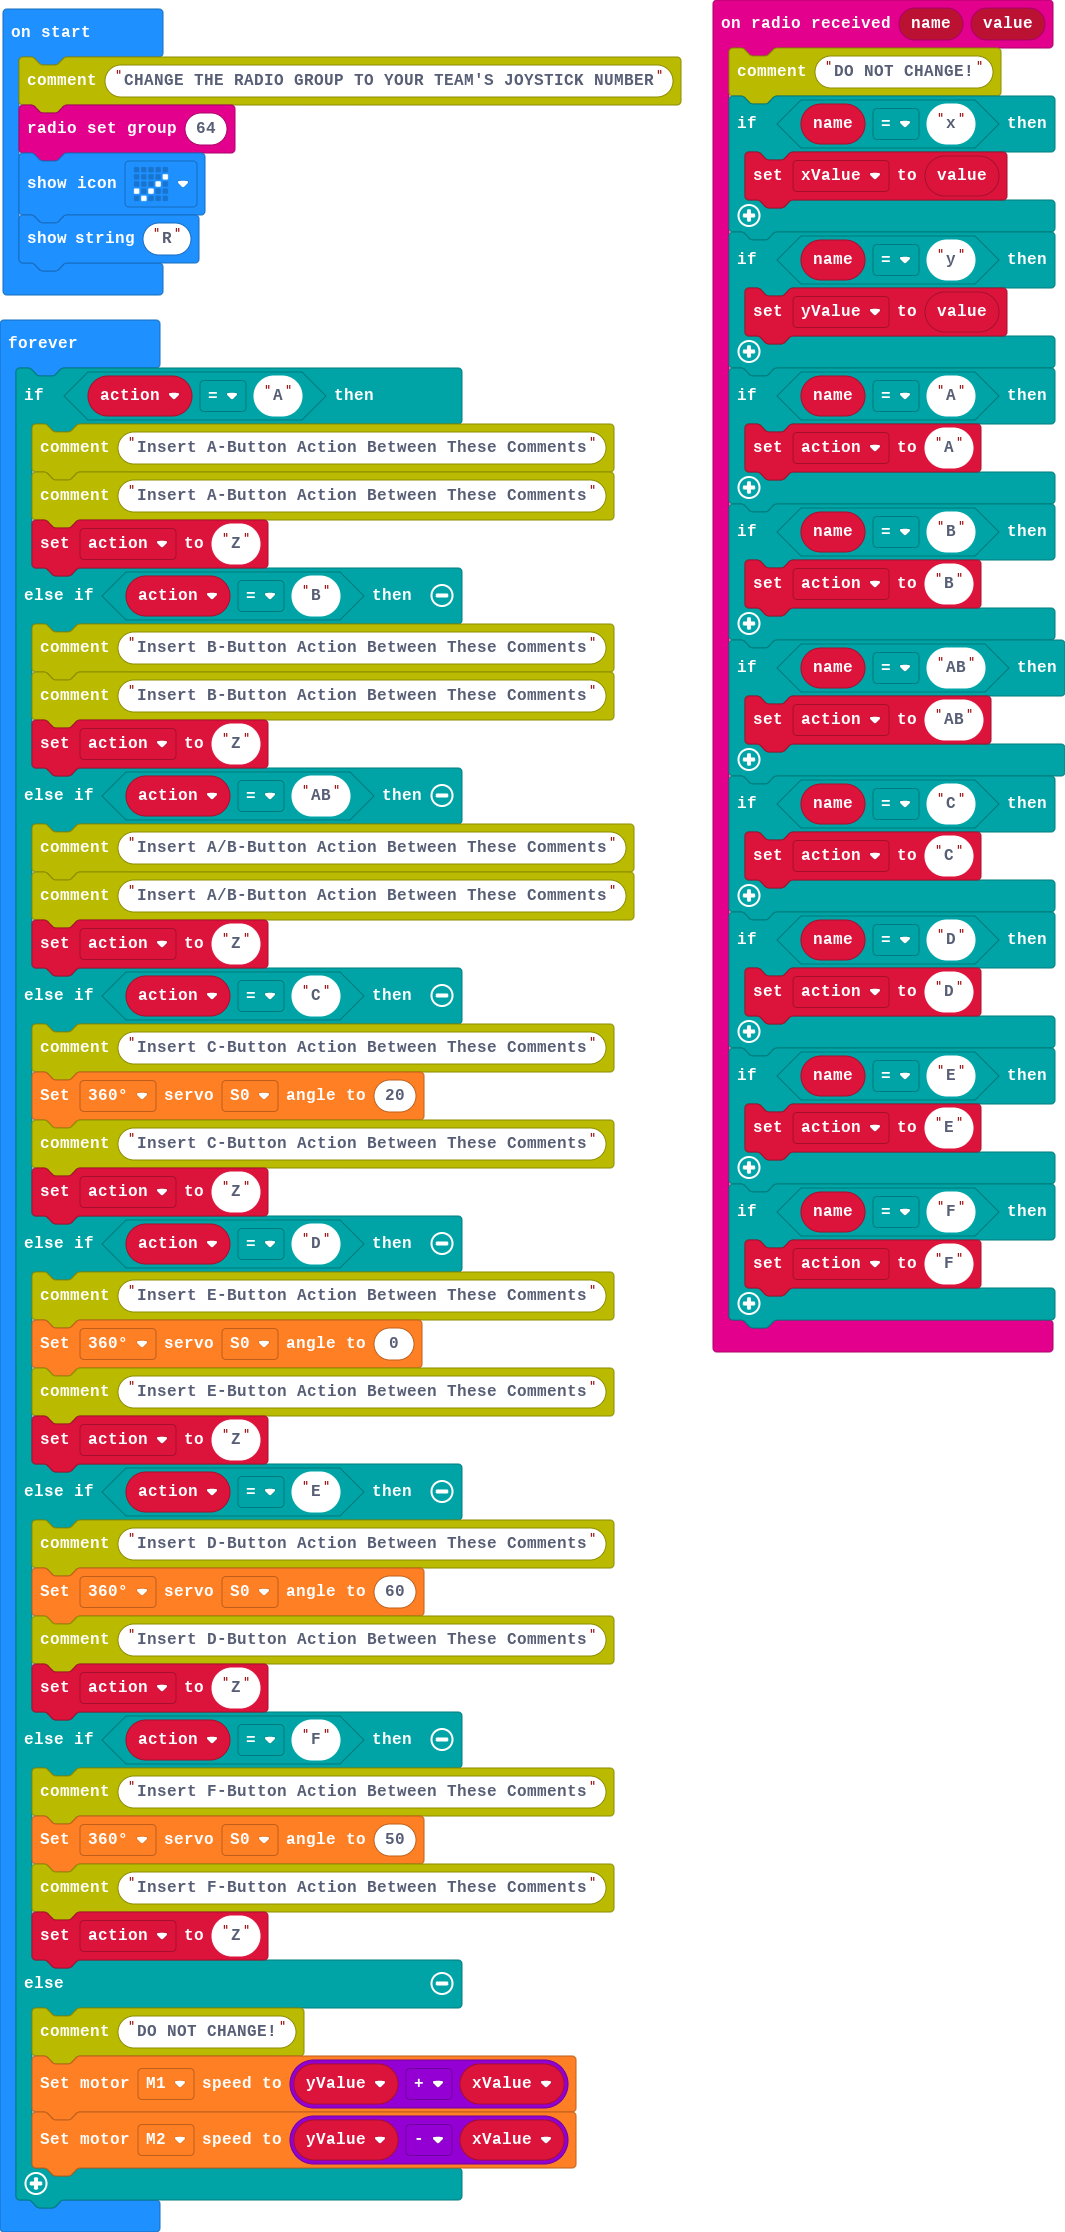 on start
comment "CHANGE THE RADIO GROUP TO YOUR TEAM'S JOYSTICK NUMBER"
radio set group 64
show icon
show string "R"
forever
if action = "A" then
comment "Insert A-Button Action Between These Comments"
comment "Insert A-Button Action Between These Comments"
set action to "Z"
else if action = "B" then
comment "Insert B-Button Action Between These Comments"
comment "Insert B-Button Action Between These Comments"
set action to "Z"
else if action = "AB" then
comment "Insert A/B-Button Action Between These Comments"
comment "Insert A/B-Button Action Between These Comments"
set action to "Z"
else if action = "C" then
comment "Insert C-Button Action Between These Comments"
Set 360° servo S0 angle to 20
comment "Insert C-Button Action Between These Comments"
set action to "Z"
else if action = "D" then
comment "Insert E-Button Action Between These Comments"
Set 360° servo S0 angle to 0
comment "Insert E-Button Action Between These Comments"
set action to "Z"
else if action = "E" then
comment "Insert D-Button Action Between These Comments"
Set 360° servo S0 angle to 60
comment "Insert D-Button Action Between These Comments"
set action to "Z"
else if action = "F" then
comment "Insert F-Button Action Between These Comments"
Set 360° servo S0 angle to 50
comment "Insert F-Button Action Between These Comments"
set action to "Z"
else
comment "DO NOT CHANGE!"
Set motor M1 speed to yValue + xValue
Set motor M2 speed to yValue - xValue
on radio received name value
comment "DO NOT CHANGE!"
if name = "x" then
set xValue to value
if name = "y" then
set yValue to value
if name = "A" then
set action to "A"
if name = "B" then
set action to "B"
if name = "AB" then
set action to "AB"
if name = "C" then
set action to "C"
if name = "D" then
set action to "D"
if name = "E" then
set action to "E"
if name = "F" then
set action to "F"